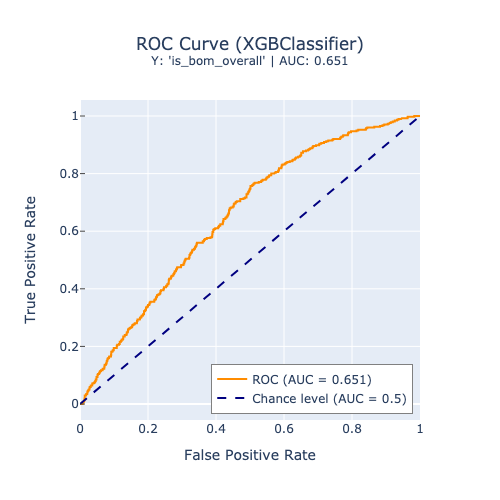 ROC Curve (XGBClassifier)
Y: 'is_bom_overall' | AUC: 0.651
True Positive Rate
1
0.8
0.6
0.4
0.2
0
ROC (AUC = 0.651)
Chance level (AUC = 0.5)
0
0.2
0.4
0.6
0.8
1
False Positive Rate